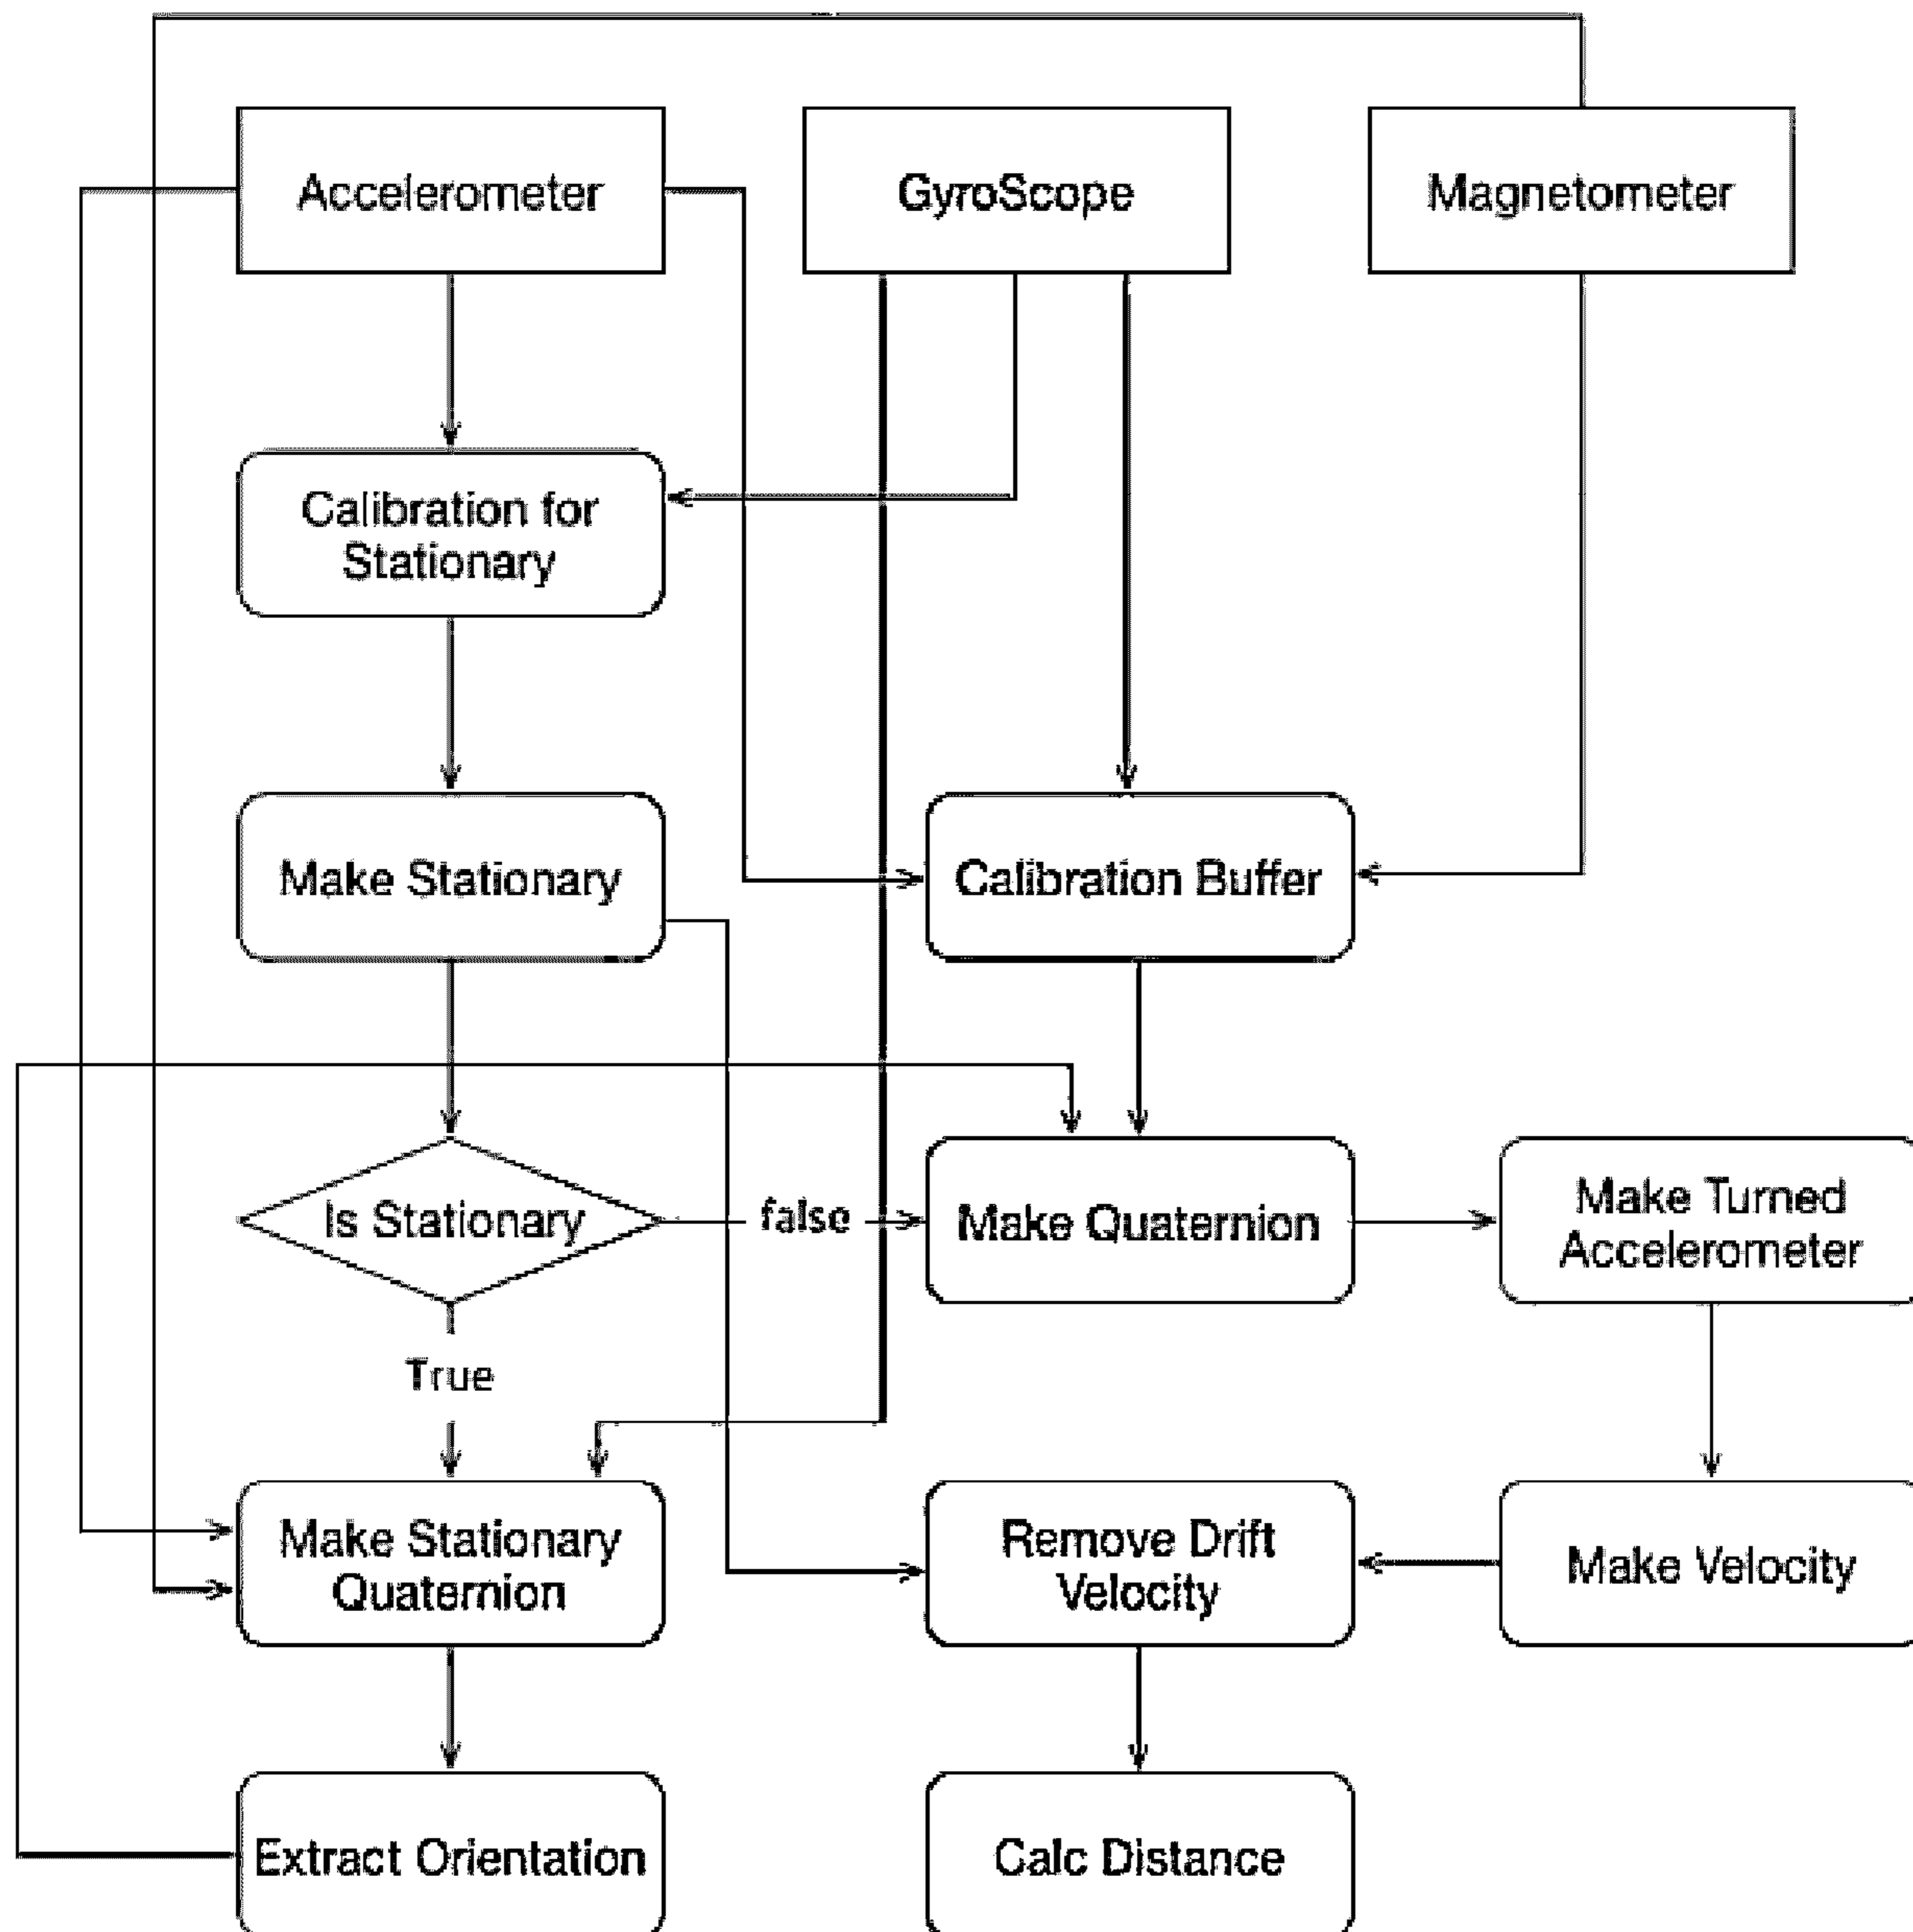 Accelerometer
GyroScope
Magnetometer
Calibration for
Stationary
Make Stationary
Calibration Buffer
Is Stationary
false
Make Quaternion
Make Turned
Accelerometer
True
Make Stationary
Quaternion
Remove Drift
Velocity
Make Velocity
Extract Orientation
Calc Distance